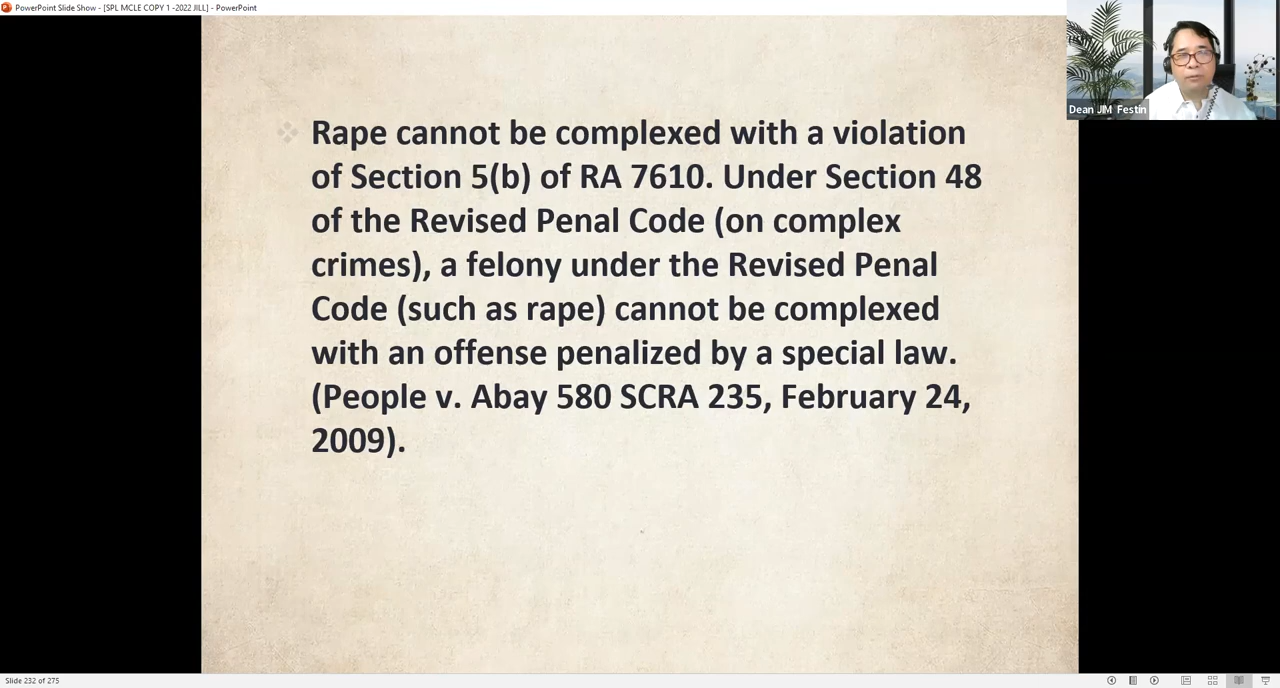 PowerPoint Slide Show - [SPL MCLE COPY 1 -2022 JILL] - PowerPoint
Dean JIM Festin
Rape cannot be complexed with a violation
of Section 5(b) of RA 7610. Under Section 48
of the Revised Penal Code (on complex
crimes), a felony under the Revised Penal
Code (such as rape) cannot be complexed
with an offense penalized by a special law.
(People v. Abay 580 SCRA 235, February 24,
2009).
Slide 232 of 275